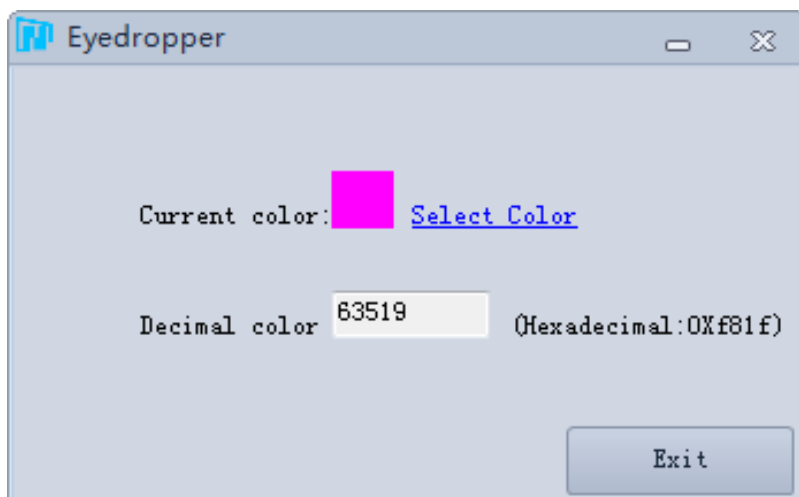 Eyedropper
Current color: Select Color
Decimal color 63519 (Hexadecimal:0Xf81f)
Exit